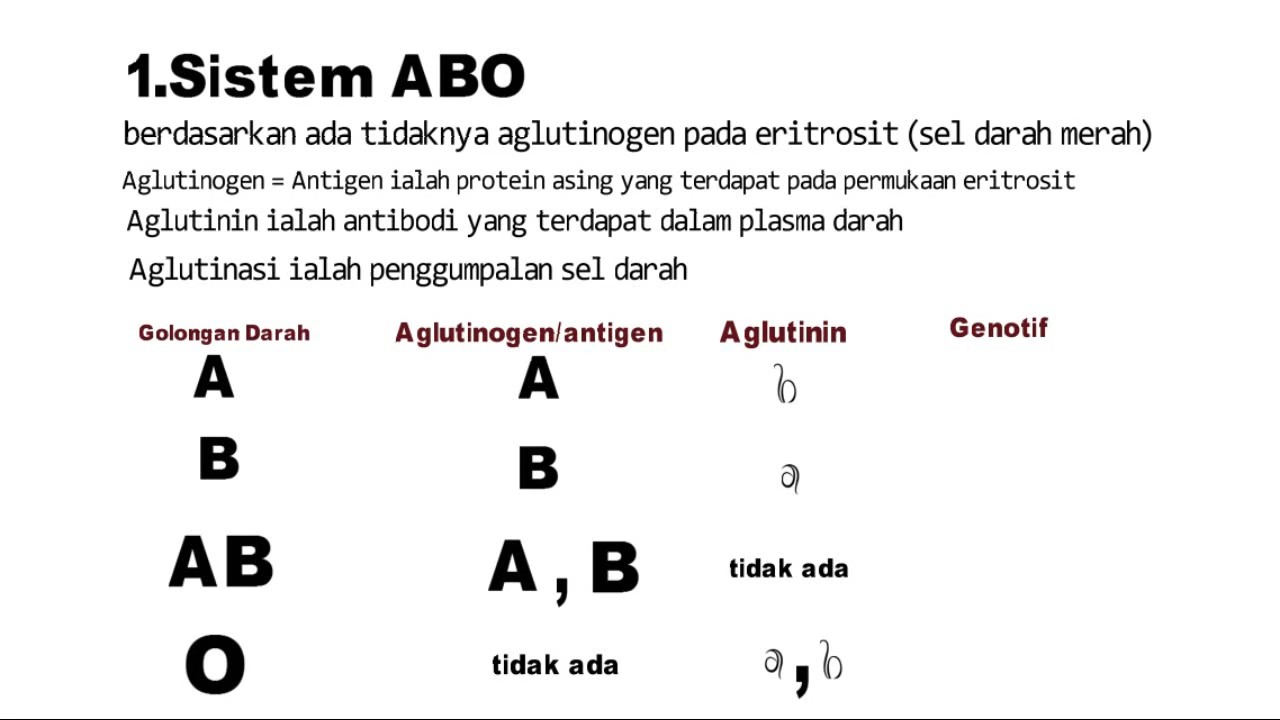 1.Sistem ABO
berdasarkan ada tidaknya aglutinogen pada eritrosit (sel darah merah)
Aglutinogen = Antigen ialah protein asing yang terdapat pada permukaan eritrosit
Aglutinin ialah antibodi yang terdapat dalam plasma darah
Aglutinasi ialah penggumpalan sel darah
Golongan Darah Aglutinogen/antigen Aglutinin Genotif
A A b
B B a
AB A , B tidak ada
O tidak ada a , b